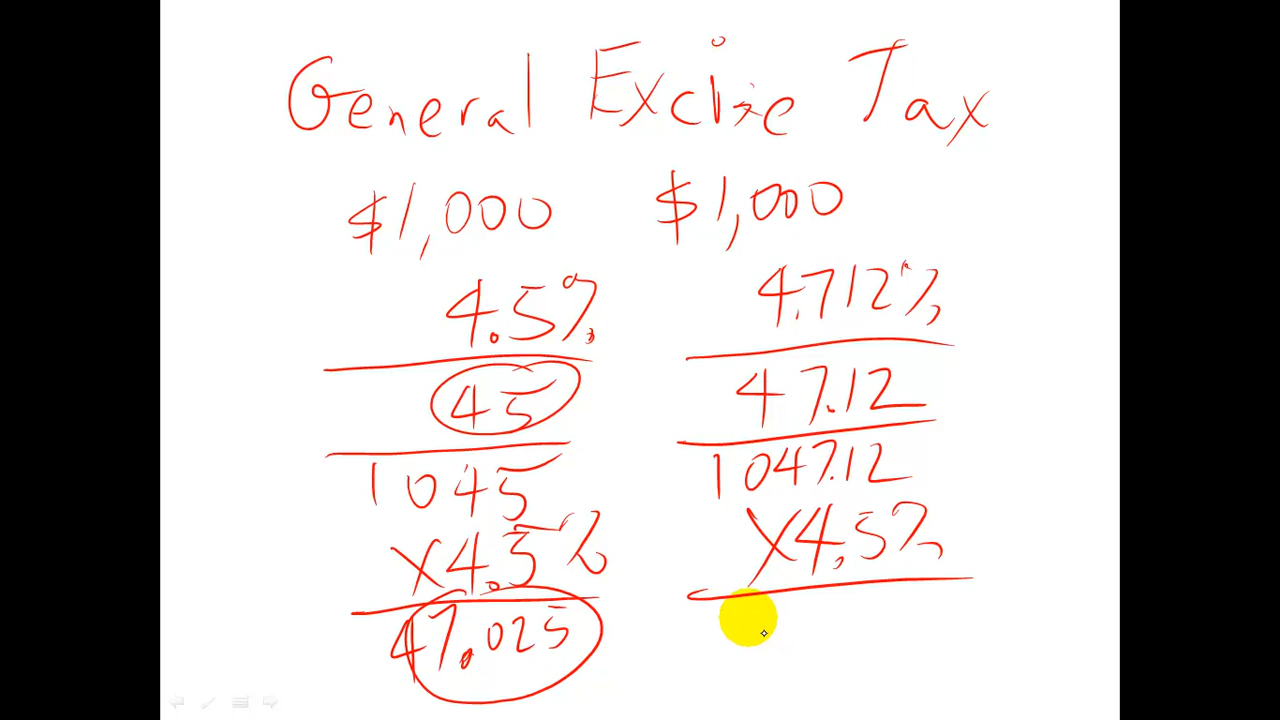 General Excise Tax
$1,000 $1,000
4.5% 4.712%
45 47.12
1045 1047.12
X4.5% X4.5%
47.025